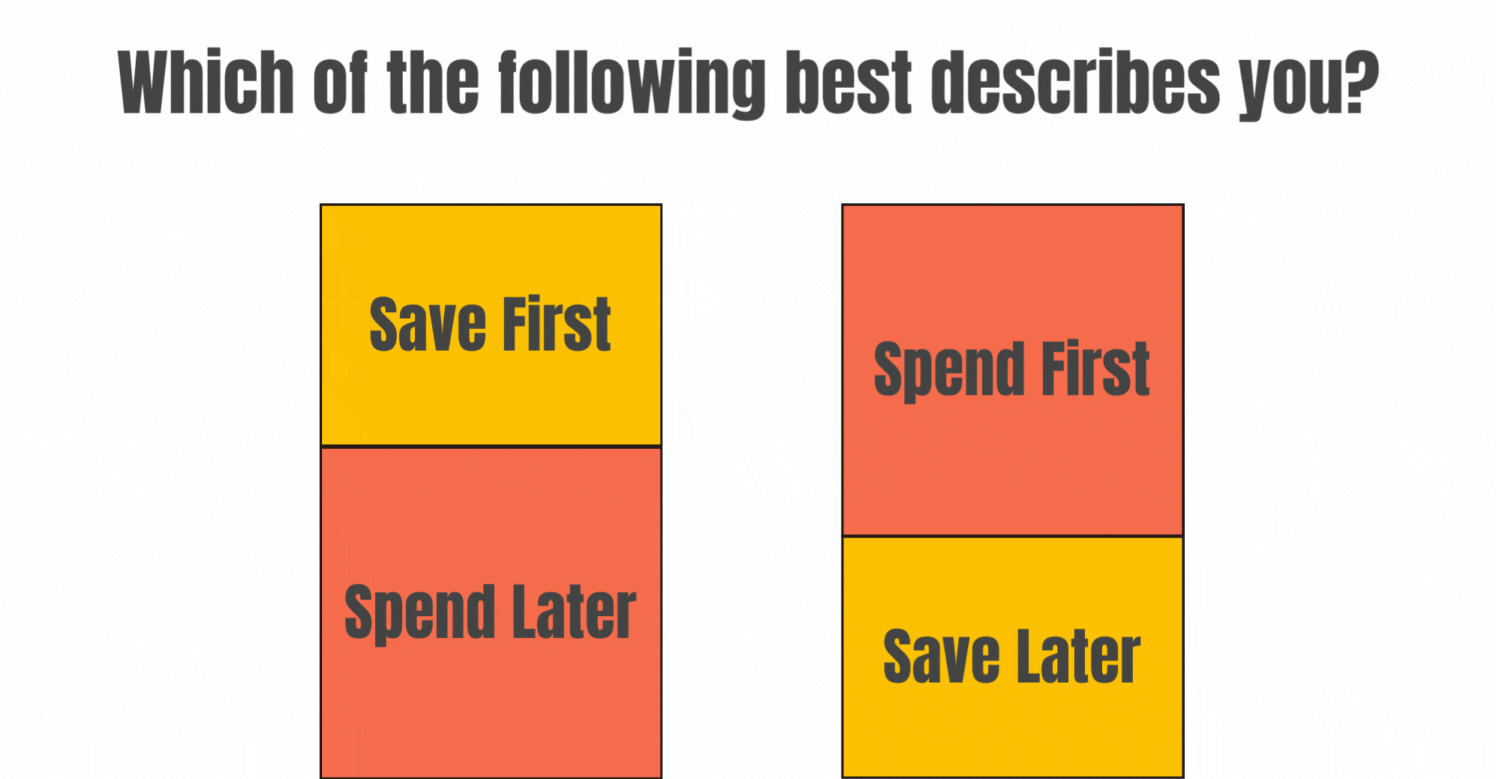 Which of the following best describes you?
Save First
Spend Later
Spend First
Save Later